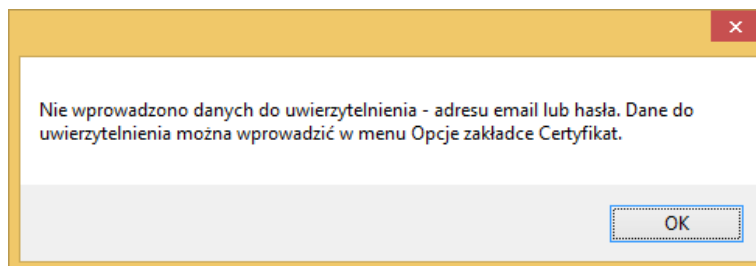 Nie wprowadzono danych do uwierzytelnienia - adresu email lub hasła. Dane do
uwierzytelnienia można wprowadzić w menu Opcje zakładce Certyfikat.
OK